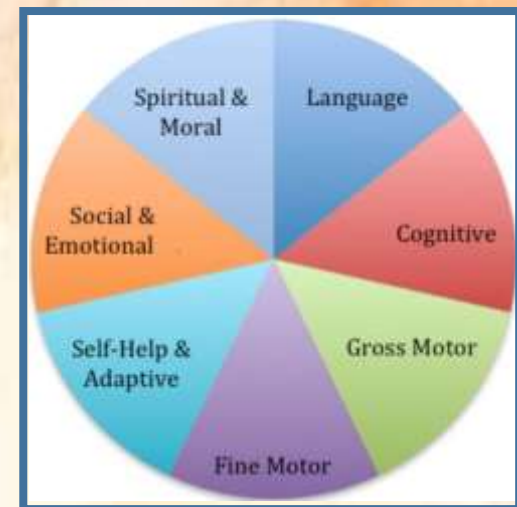 Spiritual &
Moral
Language
Social &
Emotional
Cognitive
Self-Help &
Adaptive
Gross Motor
Fine Motor